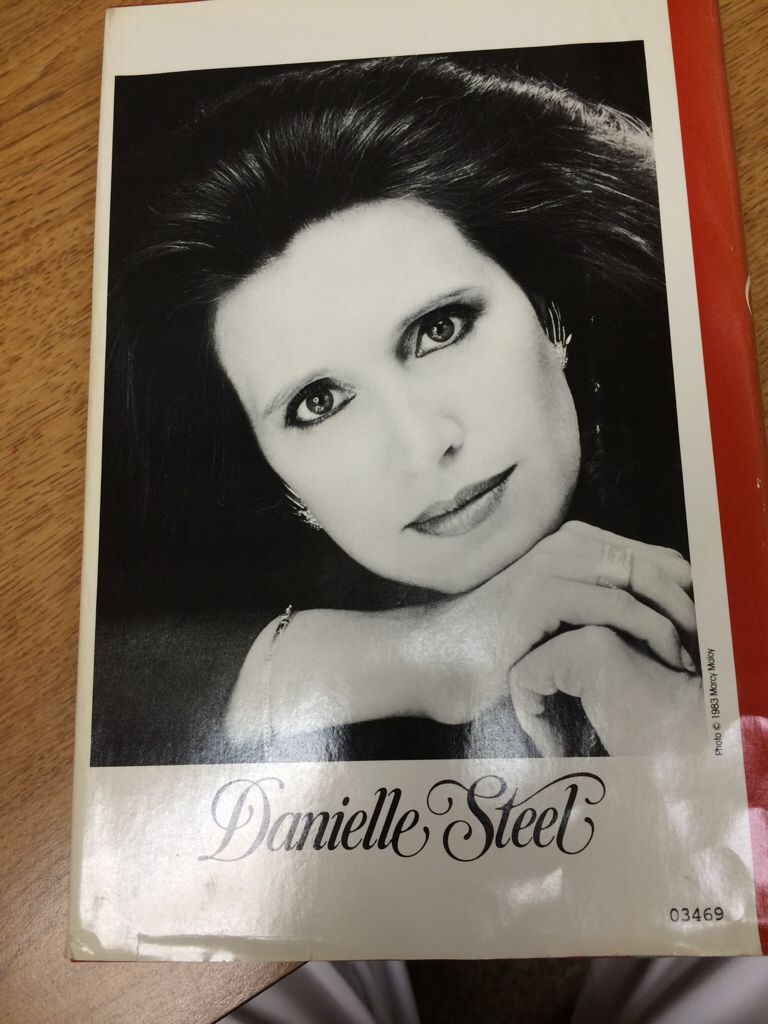 Photo © 1983 Marcy Maloy
Danielle Steel
03469